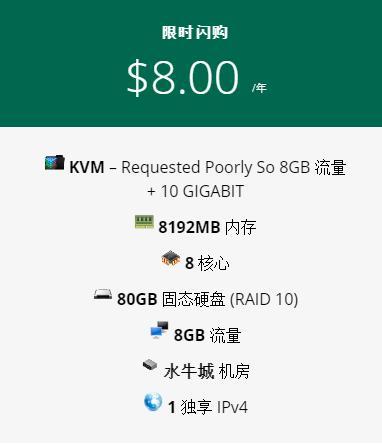 限时闪购
$8.00 /年
KVM – Requested Poorly So 8GB 流量
+ 10 GIGABIT
8192MB 内存
8 核心
80GB 固态硬盘 (RAID 10)
8GB 流量
水牛城 机房
1 独享 IPv4